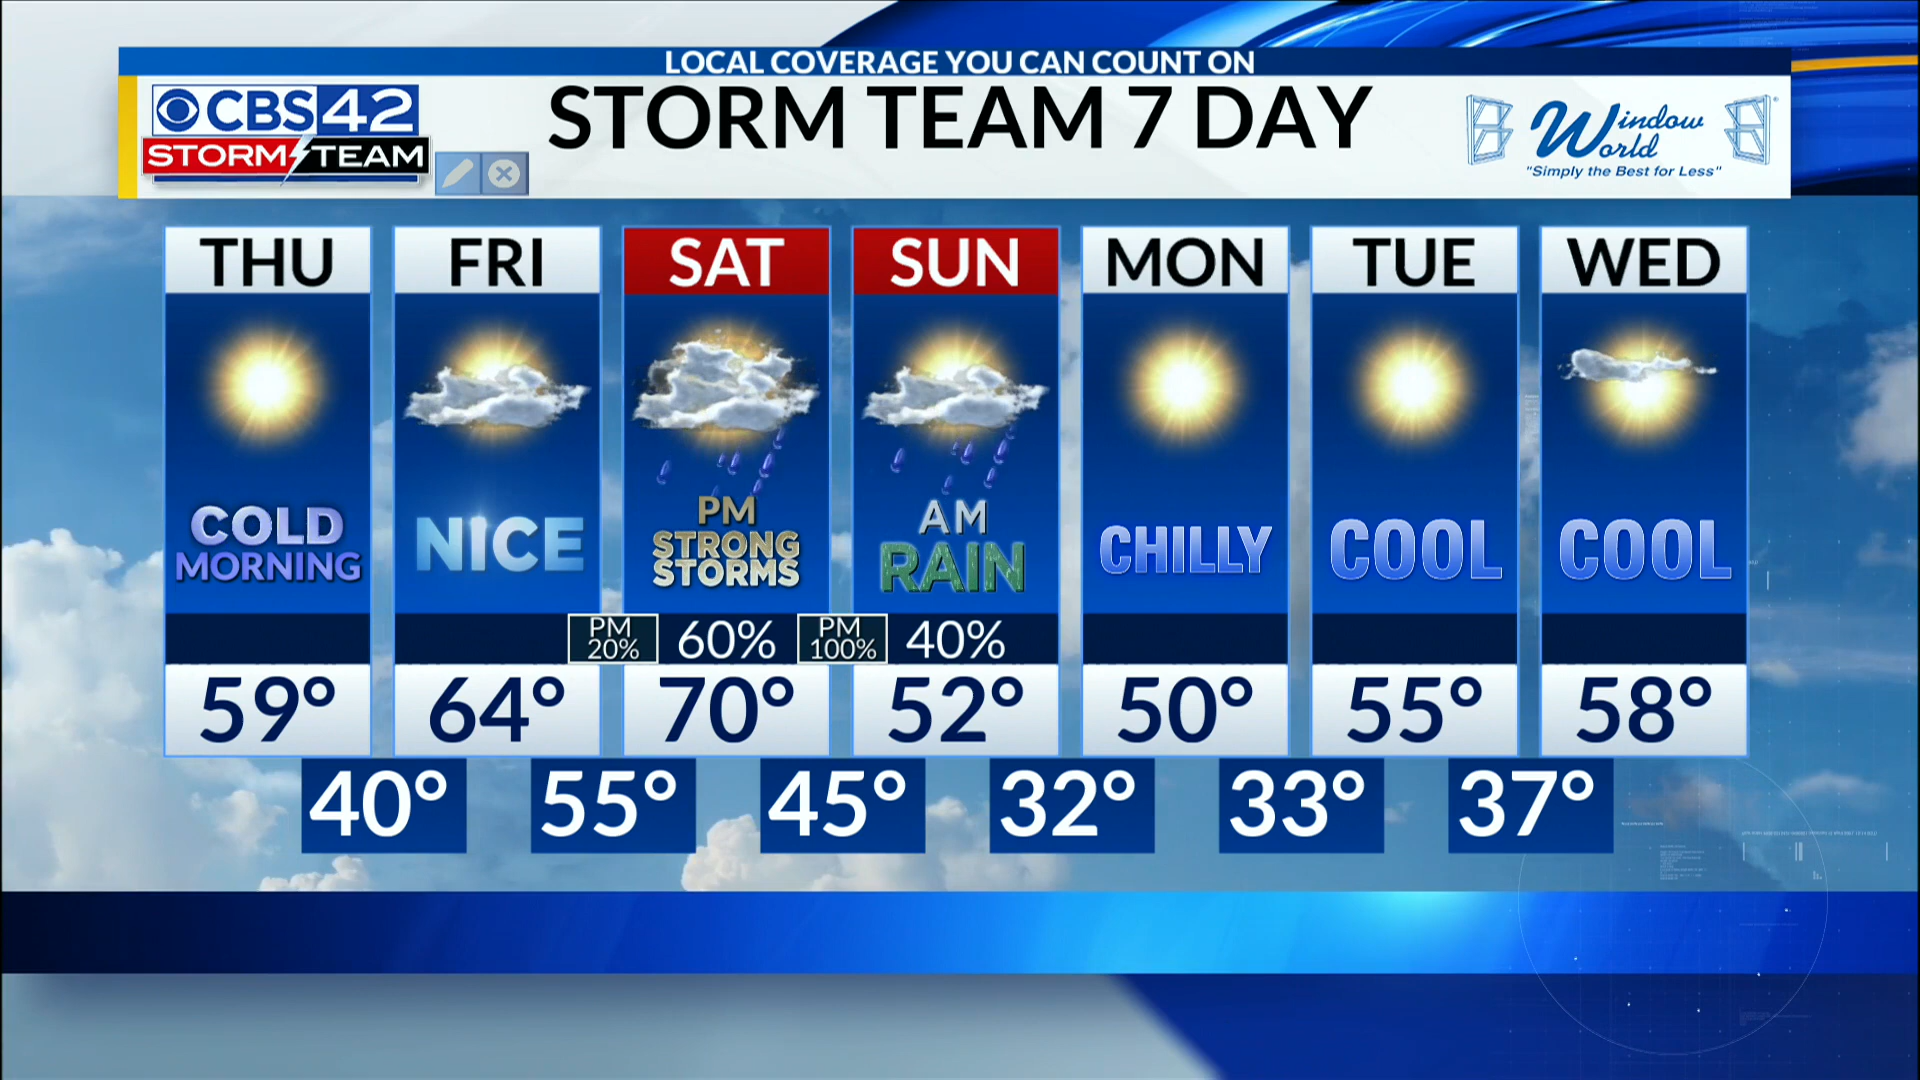 LOCAL COVERAGE YOU CAN COUNT ON
CBS 42
STORM TEAM
STORM TEAM 7 DAY
Window World
"Simply the Best for Less"
THU FRI SAT SUN MON TUE WED
COLD
MORNING
NICE
PM
STRONG
STORMS
AM
RAIN
CHILLY
COOL
COOL
PM
20%
60%
PM
100%
40%
59° 64° 70° 52° 50° 55° 58°
40° 55° 45° 32° 33° 37°